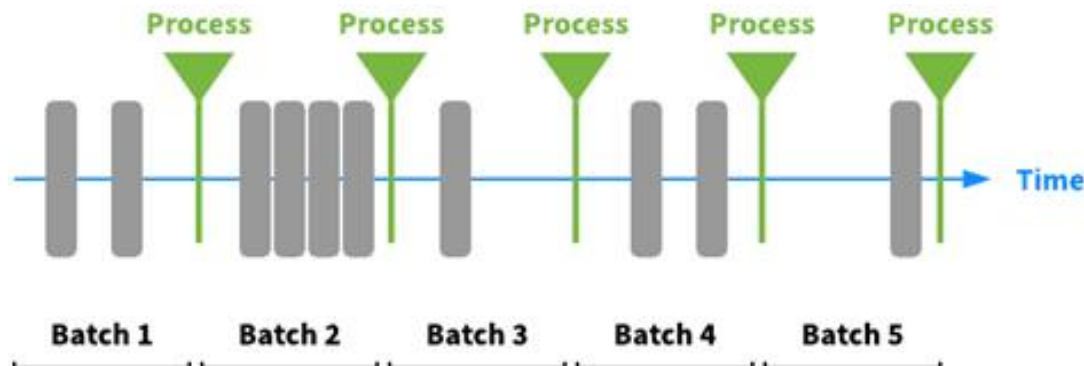 Process Process Process Process Process
Time
Batch 1 Batch 2 Batch 3 Batch 4 Batch 5